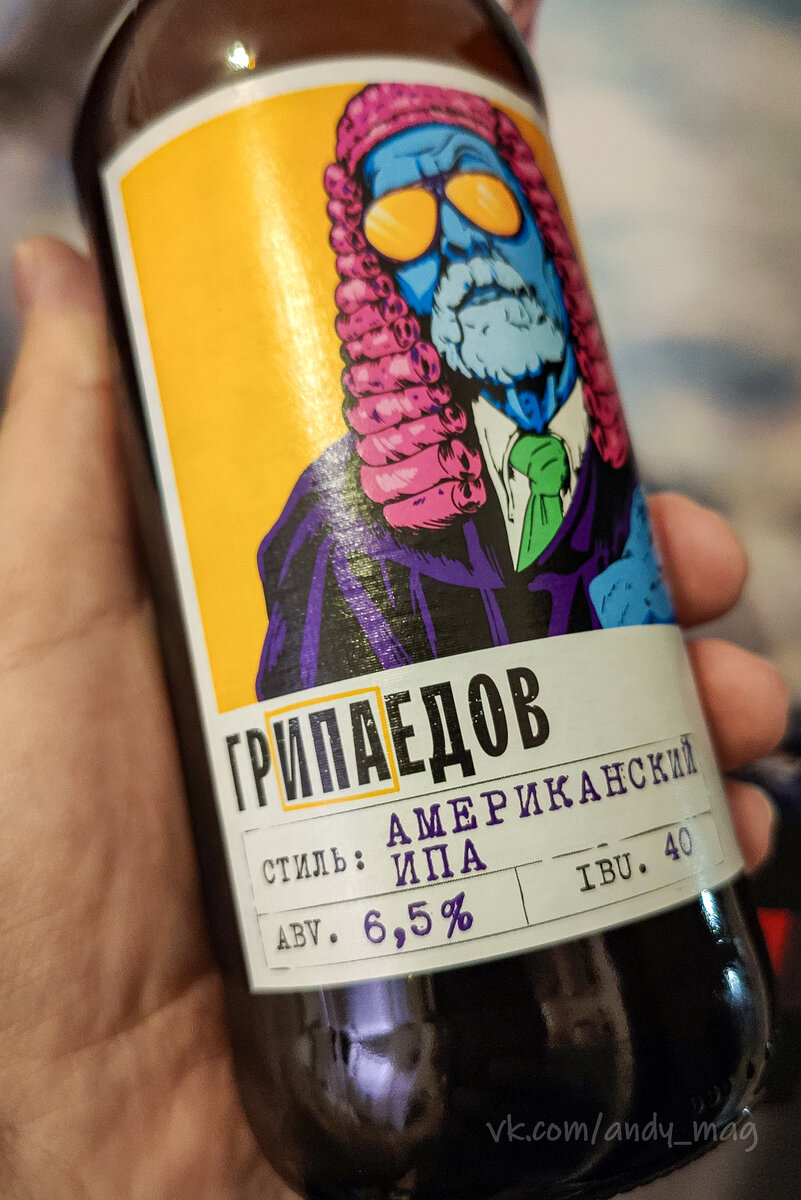 ГРИПАЕДОВ
СТИЛЬ: АМЕРИКАНСКИЙ
ИПА
ABV. 6,5% IBU. 40
vk.com/andy_mag